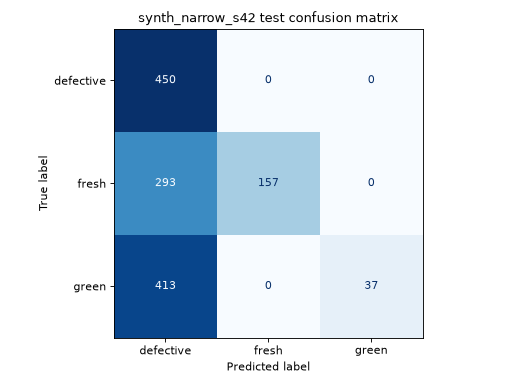 synth_narrow_s42 test confusion matrix
defective 450 0 0
fresh 293 157 0
green 413 0 37
defective fresh green
Predicted label
True label